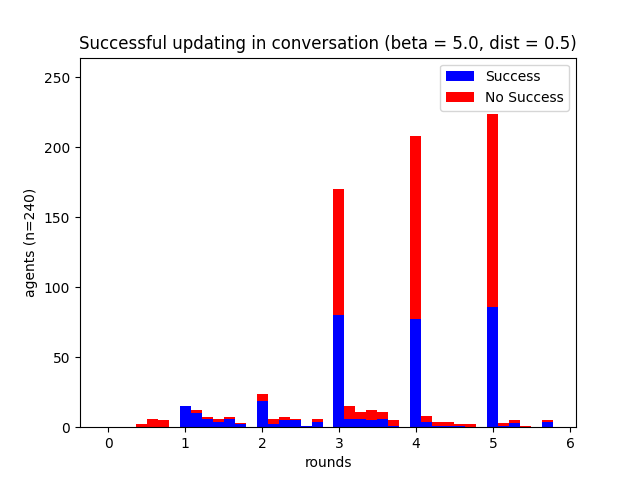 Successful updating in conversation (beta = 5.0, dist = 0.5)
Success
No Success
agents (n=240)
250
200
150
100
50
0
0 1 2 3 4 5 6
rounds